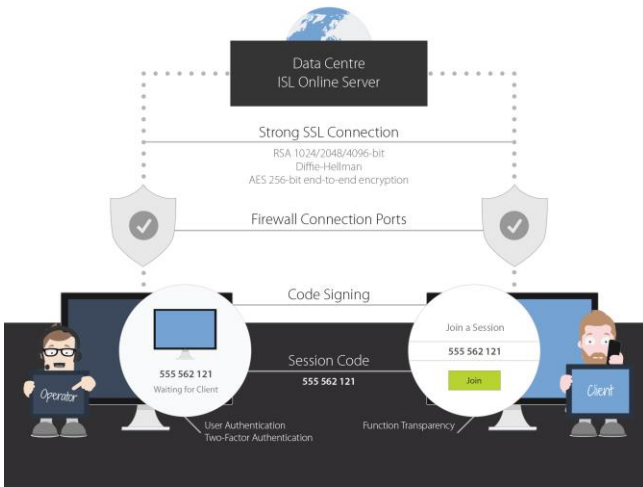 Data Centre
ISL Online Server
Strong SSL Connection
RSA 1024/2048/4096-bit
Diffie-Hellman
AES 256-bit end-to-end encryption
Firewall Connection Ports
Code Signing
555 562 121
Waiting for Client
Session Code
555 562 121
Join a Session
555 562 121
Join
Operator
Client
User Authentication
Two-Factor Authentication
Function Transparency